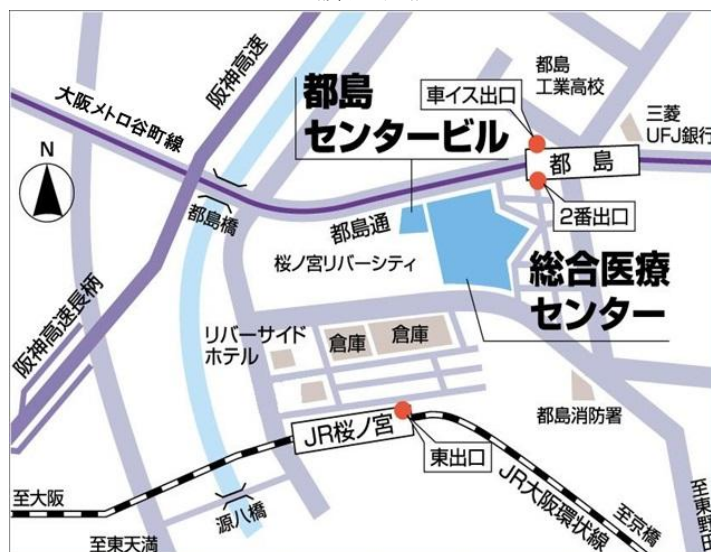 阪神高速
大阪メトロ谷町線
N
都島
センタービル
車イス出口
都島
工業高校
三菱
UFJ銀行
都島
2番出口
都島橋
都島通
桜ノ宮リバーシティ
総合医療
センター
阪神高速長柄
リバーサイド
ホテル
倉庫
倉庫
都島消防署
JR桜ノ宮
東出口
JR大阪環状線
至大阪
至東天満
源八橋
至京橋
至東野田